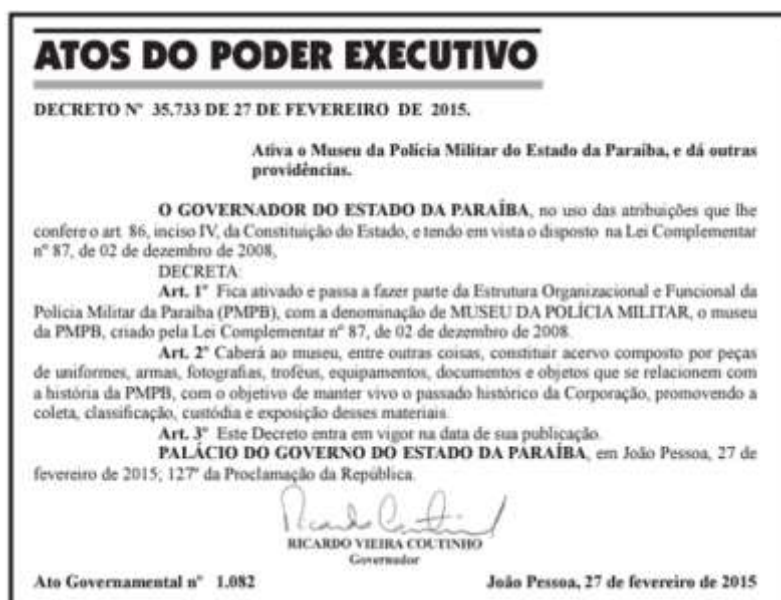 ATOS DO PODER EXECUTIVO
DECRETO Nº 35.733 DE 27 DE FEVEREIRO DE 2015.
Ativa o Museu da Polícia Militar do Estado da Paraíba, e dá outras
providências.
O GOVERNADOR DO ESTADO DA PARAÍBA, no uso das atribuições que lhe
confere o art. 86, inciso IV, da Constituição do Estado, e tendo em vista o disposto na Lei Complementar
nº 87, de 02 de dezembro de 2008,
DECRETA:
Art. 1º Fica ativado e passa a fazer parte da Estrutura Organizacional e Funcional da
Polícia Militar da Paraíba (PMPB), com a denominação de MUSEU DA POLÍCIA MILITAR, o museu
da PMPB, criado pela Lei Complementar nº 87, de 02 de dezembro de 2008.
Art. 2º Caberá ao museu, entre outras coisas, constituir acervo composto por peças
de uniformes, armas, fotografias, troféus, equipamentos, documentos e objetos que se relacionem com
a história da PMPB, com o objetivo de manter vivo o passado histórico da Corporação, promovendo a
coleta, classificação, custódia e exposição desses materiais.
Art. 3º Este Decreto entra em vigor na data de sua publicação.
PALÁCIO DO GOVERNO DO ESTADO DA PARAÍBA, em João Pessoa, 27 de
fevereiro de 2015; 127º da Proclamação da República.
Ricardo Coutinho
RICARDO VIEIRA COUTINHO
Governador
Ato Governamental nº 1.082 João Pessoa, 27 de fevereiro de 2015